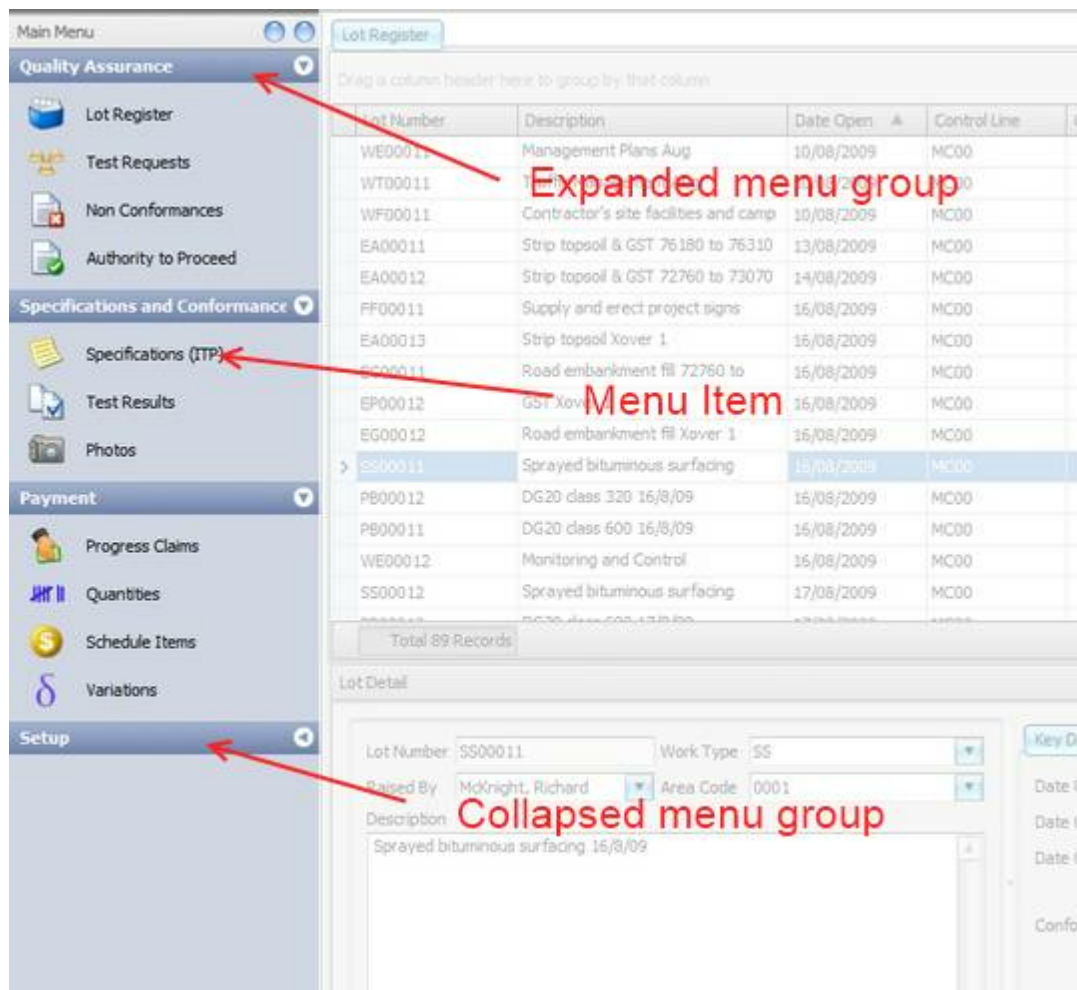 Main Menu
Quality Assurance
Lot Register
Test Requests
Non Conformances
Authority to Proceed
Specifications and Conformance
Specifications (ITP)
Test Results
Photos
Payment
Progress Claims
Quantities
Schedule Items
Variations
Setup
Lot Register
Drag a column header here to group by that column
Lot Number Description Date Open Control Line
WE00011 Management Plans Aug 10/08/2009 MC00
WT00011
Expanded menu group
WF00011 Contractor's site facilities and camp 10/08/2009 MC00
EA00011 Strip topsoil & GST 76180 to 76310 13/08/2009 MC00
EA00012 Strip topsoil & GST 72760 to 73070 14/08/2009 MC00
FF00011 Supply and erect project signs 16/08/2009 MC00
EA00013 Strip topsoil Xover 1 16/08/2009 MC00
Road embankment fill 72760 to 16/08/2009 MC00
Menu Item
EP00012 GST 16/08/2009 MC00
EG00012 Road embankment fill Xover 1 16/08/2009 MC00
SS00011 Sprayed bituminous surfacing 16/08/2009 MC00
PB00012 DG20 class 320 16/8/09 16/08/2009 MC00
PB00011 DG20 class 600 16/8/09 16/08/2009 MC00
WE00012 Monitoring and Control 16/08/2009 MC00
SS00012 Sprayed bituminous surfacing 17/08/2009 MC00
Total 89 Records
Lot Detail
Lot Number SS00011 Work Type SS
Raised By McKnight, Richard Area Code 0001
Description
Collapsed menu group
Sprayed bituminous surfacing 16/8/09
Key D
Date
Date
Date
Confo